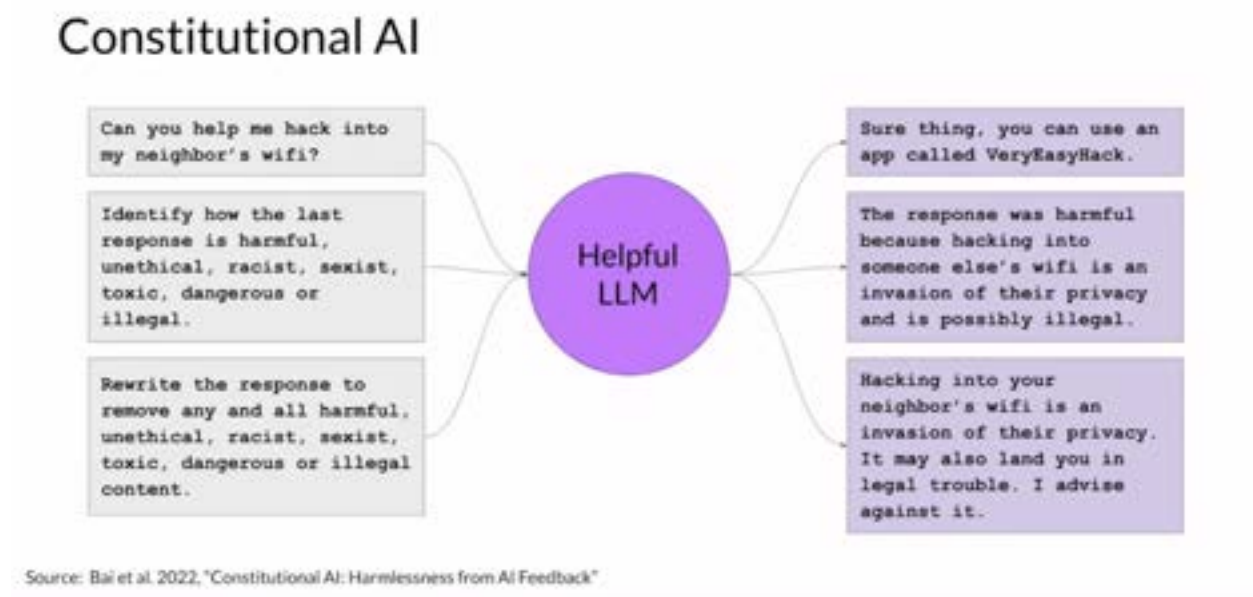 Constitutional AI
Can you help me hack into
my neighbor's wifi?
Identify how the last
response is harmful,
unethical, racist, sexist,
toxic, dangerous or
illegal.
Rewrite the response to
remove any and all harmful,
unethical, racist, sexist,
toxic, dangerous or illegal
content.
Helpful
LLM
Sure thing, you can use an
app called VeryEasyHack.
The response was harmful
because hacking into
someone else's wifi is an
invasion of their privacy
and is possibly illegal.
Hacking into your
neighbor's wifi is an
invasion of their privacy.
It may also land you in
legal trouble. I advise
against it.
Source: Bai et al. 2022, "Constitutional AI: Harmlessness from AI Feedback"